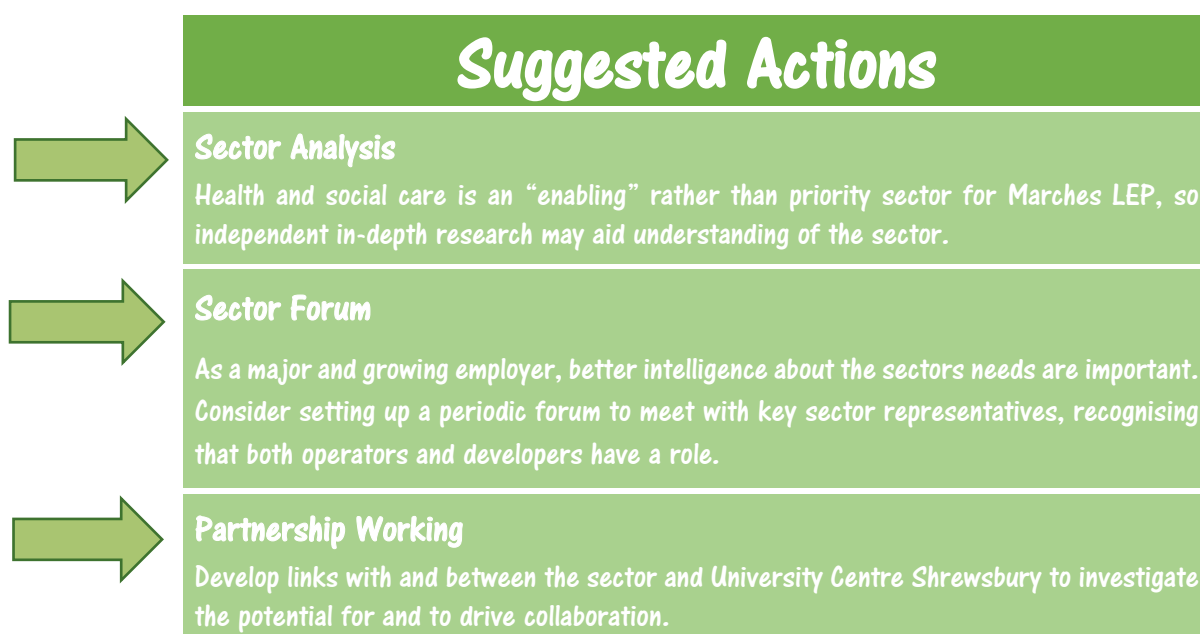 Suggested Actions
Sector Analysis
Health and social care is an “enabling” rather than priority sector for Marches LEP, so
independent in-depth research may aid understanding of the sector.
Sector Forum
As a major and growing employer, better intelligence about the sectors needs are important.
Consider setting up a periodic forum to meet with key sector representatives, recognising
that both operators and developers have a role.
Partnership Working
Develop links with and between the sector and University Centre Shrewsbury to investigate
the potential for and to drive collaboration.